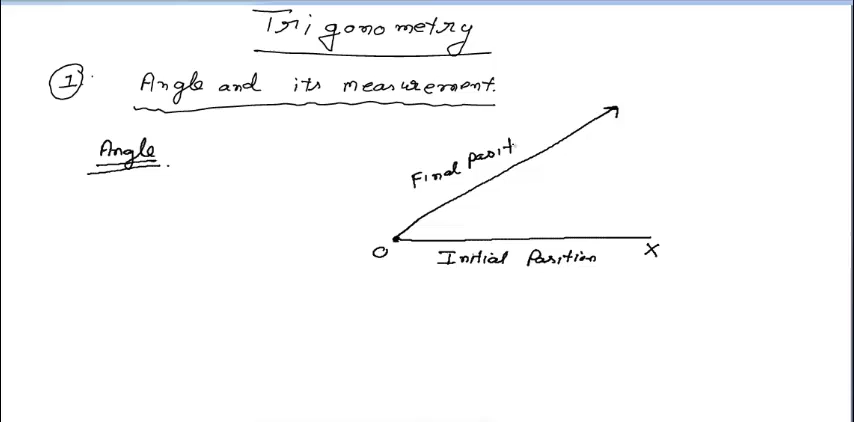 Trigonometry
1. Angle and its measurement.
Angle.
Final Posit
O Initial Position X